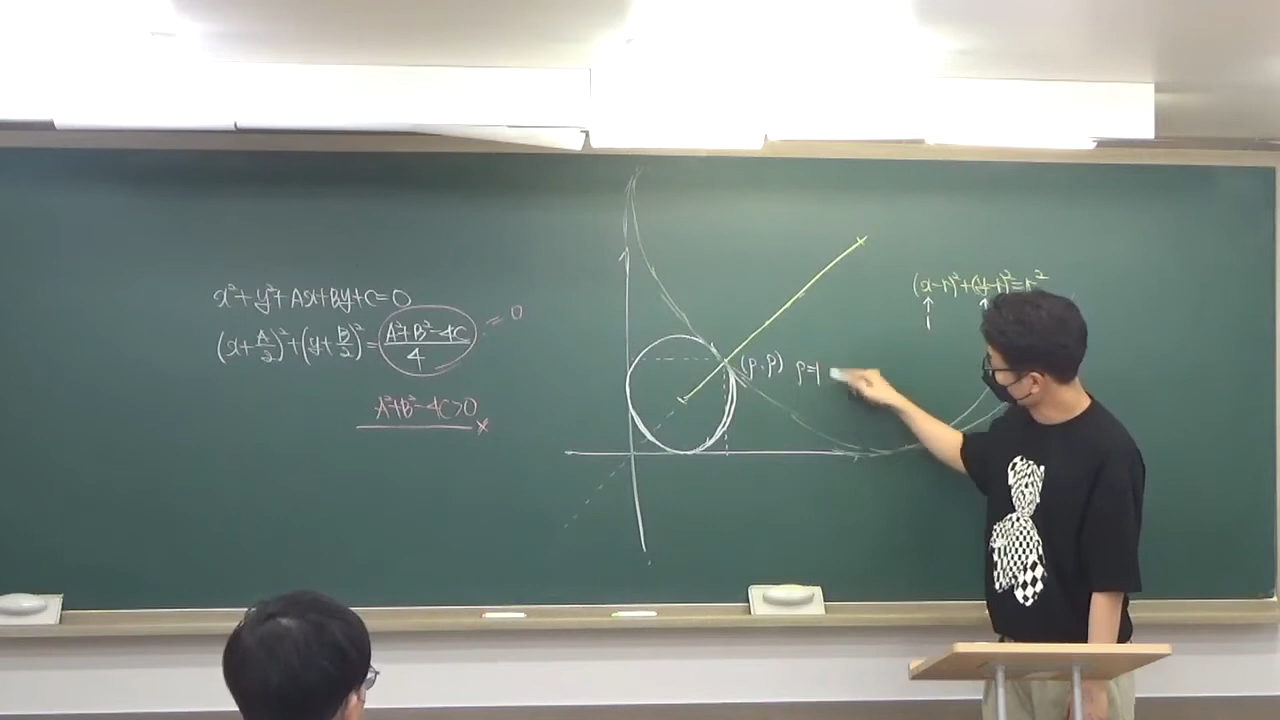 x²+y²+Ax+By+C=0
(x+A/2)²+(y+B/2)²=(A²+B²-4C)/4 = 0
A²+B²-4C>0
(x-r)²+(y-r)²=r²
(p,p) p=1